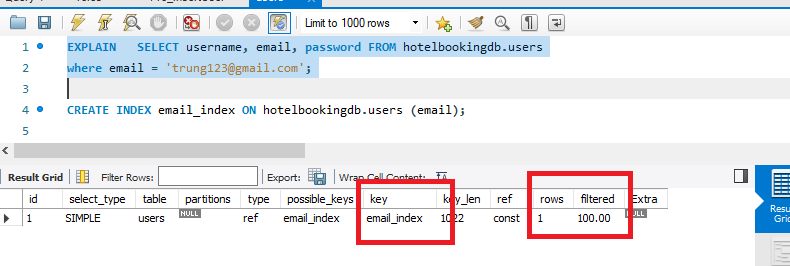 Limit to 1000 rows
1 EXPLAIN SELECT username, email, password FROM hotelbookingdb.users
2 where email = 'trung123@gmail.com';
3
4 CREATE INDEX email_index ON hotelbookingdb.users (email);
5
Result Grid Filter Rows: Export: Wrap Cell Content:
id select_type table partitions type possible_keys key key_len ref rows filtered Extra
1 SIMPLE users NULL ref email_index email_index 1022 const 1 100.00 NULL